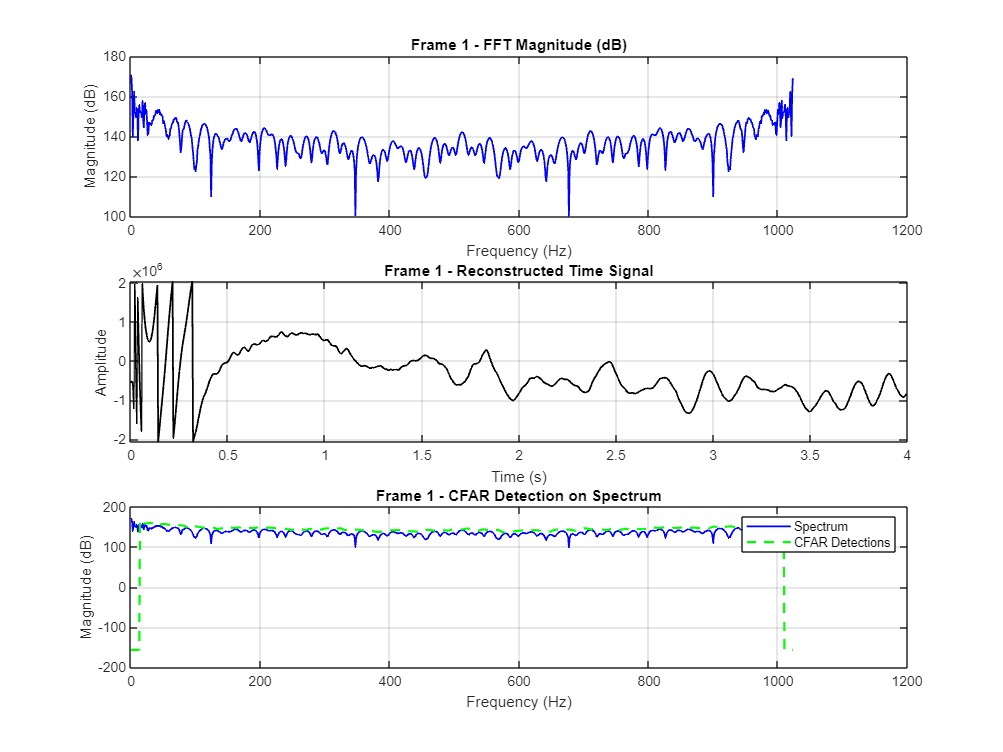 Frame 1 - FFT Magnitude (dB)
180
160
140
120
100
Magnitude (dB)
0 200 400 600 800 1000 1200
Frequency (Hz)
Frame 1 - Reconstructed Time Signal
×10⁶
2
1
0
-1
-2
Amplitude
0 0.5 1 1.5 2 2.5 3 3.5 4
Time (s)
Frame 1 - CFAR Detection on Spectrum
200
100
0
-100
-200
Magnitude (dB)
Spectrum
CFAR Detections
0 200 400 600 800 1000 1200
Frequency (Hz)